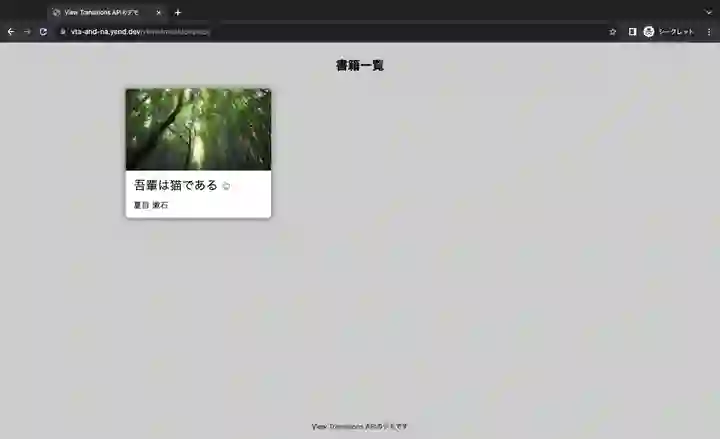 View Transitions APIのデモ
vta-and-na.yend.dev
シークレット
書籍一覧
吾輩は猫である
夏目 漱石
View Transitions APIのデモです